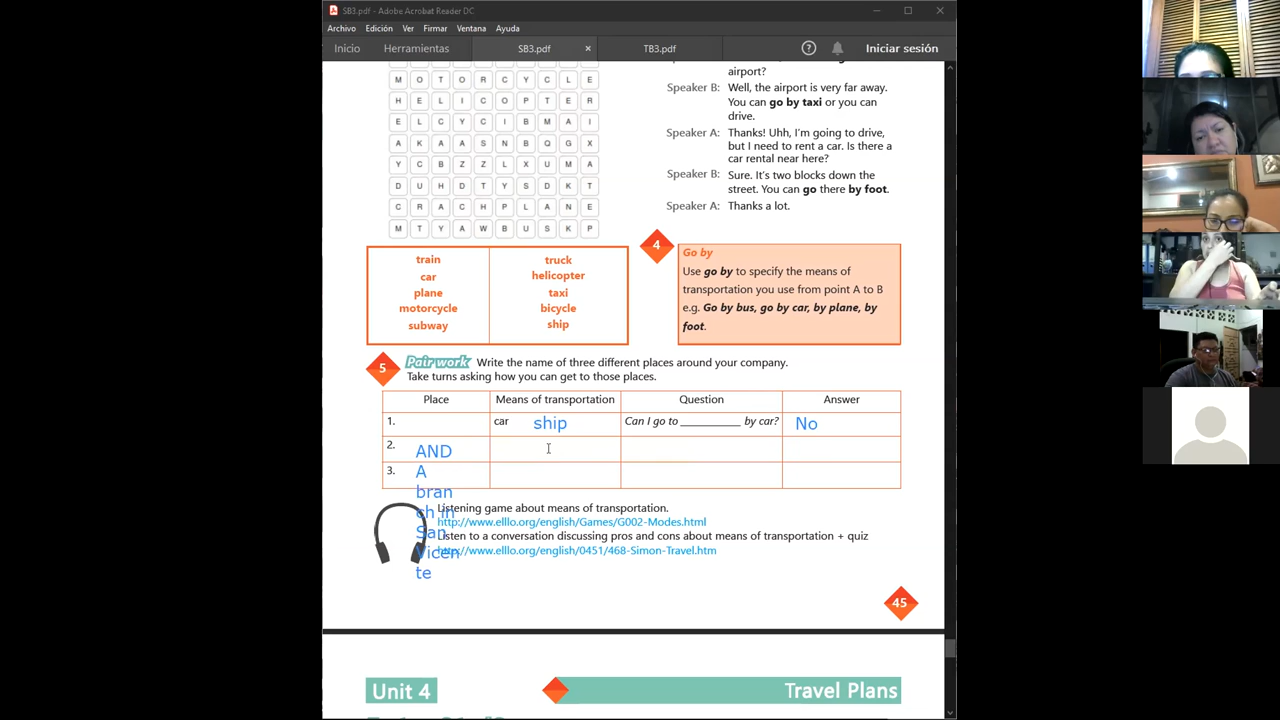 SB3.pdf - Adobe Acrobat Reader DC
Archivo Edición Ver Firmar Ventana Ayuda
Inicio Herramientas SB3.pdf × TB3.pdf ? Iniciar sesión
M O T O R C Y C L E
H E L I C O P T E R
E L C Y C I B M A I
A K A A S N B Q G X
Y C B Z Z L X U M A
D U H D T Y S D K T
C R A C H P L A N E
M T Y A W B U S K P
airport?
Speaker B: Well, the airport is very far away.
You can go by taxi or you can
drive.
Speaker A: Thanks! Uhh, I'm going to drive,
but I need to rent a car. Is there a
car rental near here?
Speaker B: Sure. It's two blocks down the
street. You can go there by foot.
Speaker A: Thanks a lot.
train truck
car helicopter
plane taxi
motorcycle bicycle
subway ship
4
Go by
Use go by to specify the means of
transportation you use from point A to B
e.g. Go by bus, go by car, by plane, by
foot.
5
Pair work Write the name of three different places around your company.
Take turns asking how you can get to those places.
Place Means of transportation Question Answer
1. car ship Can I go to __________ by car? No
2. AND
3. A
bran
ch in
San
Vicen
te
Listening game about means of transportation.
http://www.elllo.org/english/Games/G002-Modes.html
Listen to a conversation discussing pros and cons about means of transportation + quiz
http://www.elllo.org/english/0451/468-Simon-Travel.htm
45
Unit 4 Travel Plans